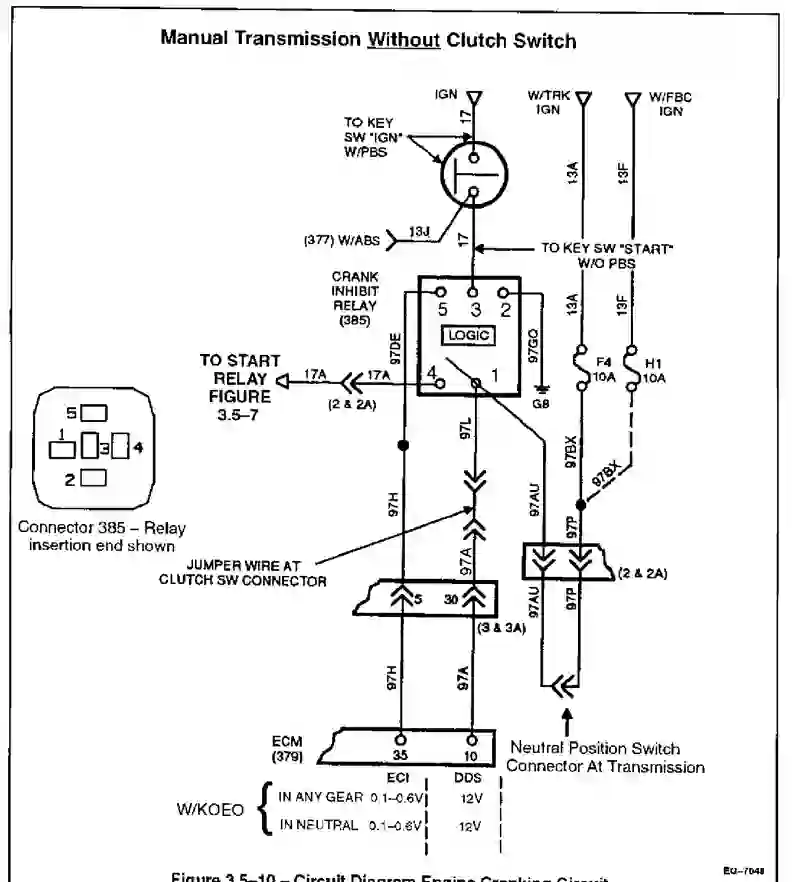 Manual Transmission Without Clutch Switch
IGN
W/TRK
IGN
W/FBC
IGN
TO KEY
SW "IGN"
W/PBS
17
13A
13F
(377) W/ABS
13J
17
TO KEY SW "START"
W/O PBS
CRANK
INHIBIT
RELAY
(385)
5 3 2
LOGIC
4 1
97DE
97GO
G8
13A
13F
F4
10A
H1
10A
TO START
RELAY
FIGURE
3.5–7
17A
17A
(2 & 2A)
5
1
3
4
2
Connector 385 – Relay
insertion end shown
97L
97H
97AU
97BX
97BX
97P
JUMPER WIRE AT
CLUTCH SW CONNECTOR
97A
5 30
(3 & 3A)
(2 & 2A)
97AU
97P
97H
97A
ECM
(379)
35 10
Neutral Position Switch
Connector At Transmission
ECI DDS
W/KOEO
IN ANY GEAR 0.1–0.6V 12V
IN NEUTRAL 0.1–0.6V 12V
EG-7048
Figure 3.5–10 – Circuit Diagram Engine Cranking Circuit